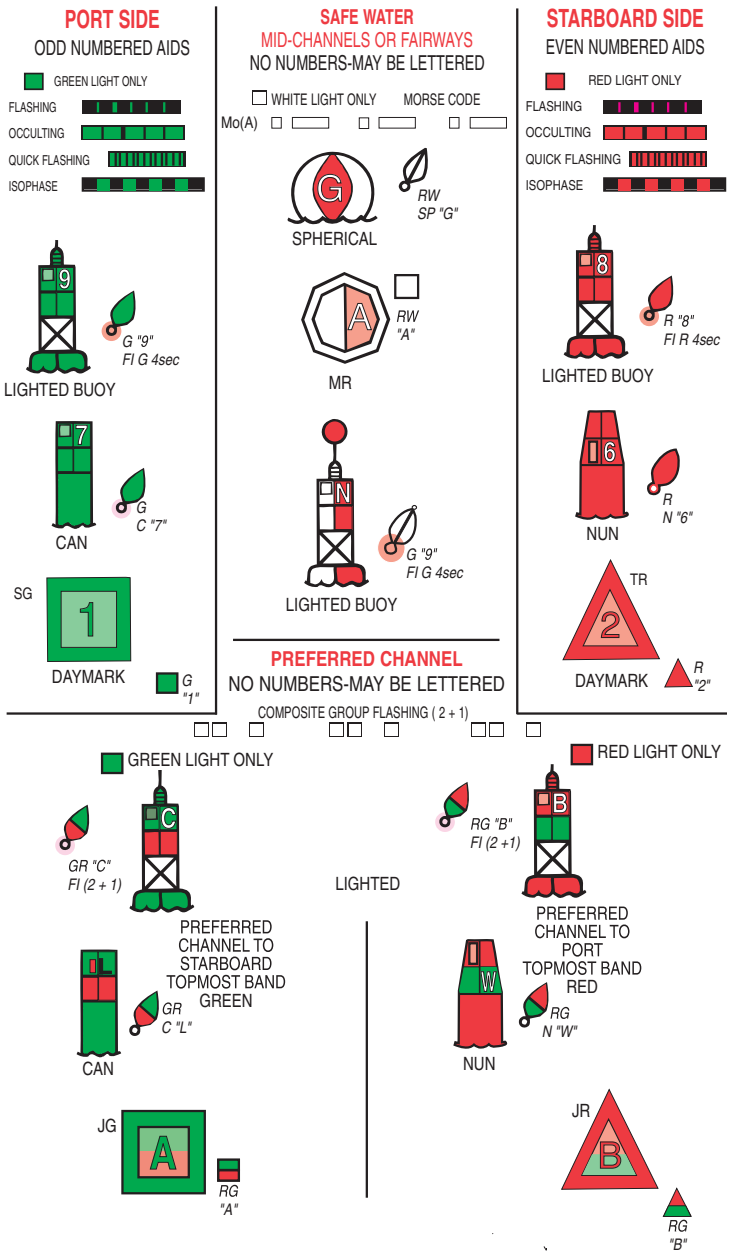 PORT SIDE
ODD NUMBERED AIDS
GREEN LIGHT ONLY
FLASHING
OCCULTING
QUICK FLASHING
ISOPHASE
9
G "9"
Fl G 4sec
LIGHTED BUOY
7
G
C "7"
CAN
SG
1
DAYMARK
G
"1"
SAFE WATER
MID-CHANNELS OR FAIRWAYS
NO NUMBERS-MAY BE LETTERED
WHITE LIGHT ONLY MORSE CODE
Mo(A)
G
RW
SP "G"
SPHERICAL
A
RW
"A"
MR
N
G "9"
Fl G 4sec
LIGHTED BUOY
STARBOARD SIDE
EVEN NUMBERED AIDS
RED LIGHT ONLY
FLASHING
OCCULTING
QUICK FLASHING
ISOPHASE
8
R "8"
Fl R 4sec
LIGHTED BUOY
6
R
N "6"
NUN
TR
2
DAYMARK
R
"2"
PREFERRED CHANNEL
NO NUMBERS-MAY BE LETTERED
COMPOSITE GROUP FLASHING ( 2 + 1)
GREEN LIGHT ONLY
C
GR "C"
Fl (2 + 1)
PREFERRED
CHANNEL TO
STARBOARD
TOPMOST BAND
GREEN
L
GR
C "L"
CAN
JG
A
RG
"A"
LIGHTED
RED LIGHT ONLY
B
RG "B"
Fl (2 +1)
PREFERRED
CHANNEL TO
PORT
TOPMOST BAND
RED
W
RG
N "W"
NUN
JR
B
RG
"B"